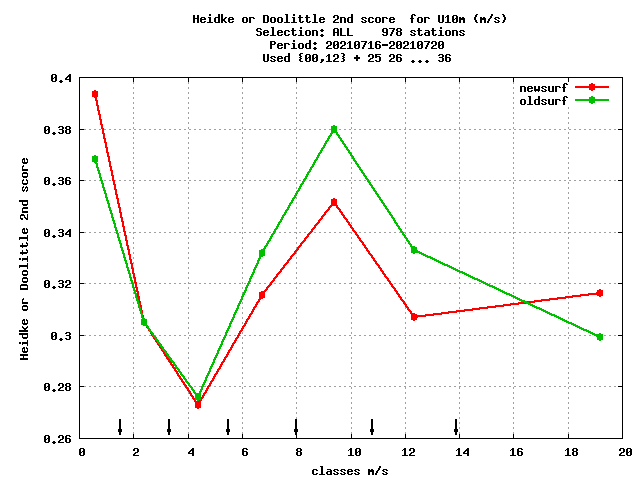 Heidke or Doolittle 2nd score  for U10m (m/s)
Selection: ALL    978 stations
Period: 20210716-20210720
Used {00,12} + 25 26 ... 36
newsurf
oldsurf
0.4
0.38
0.36
0.34
0.32
0.3
0.28
0.26
Heidke or Doolittle 2nd score
0 2 4 6 8 10 12 14 16 18 20
classes m/s